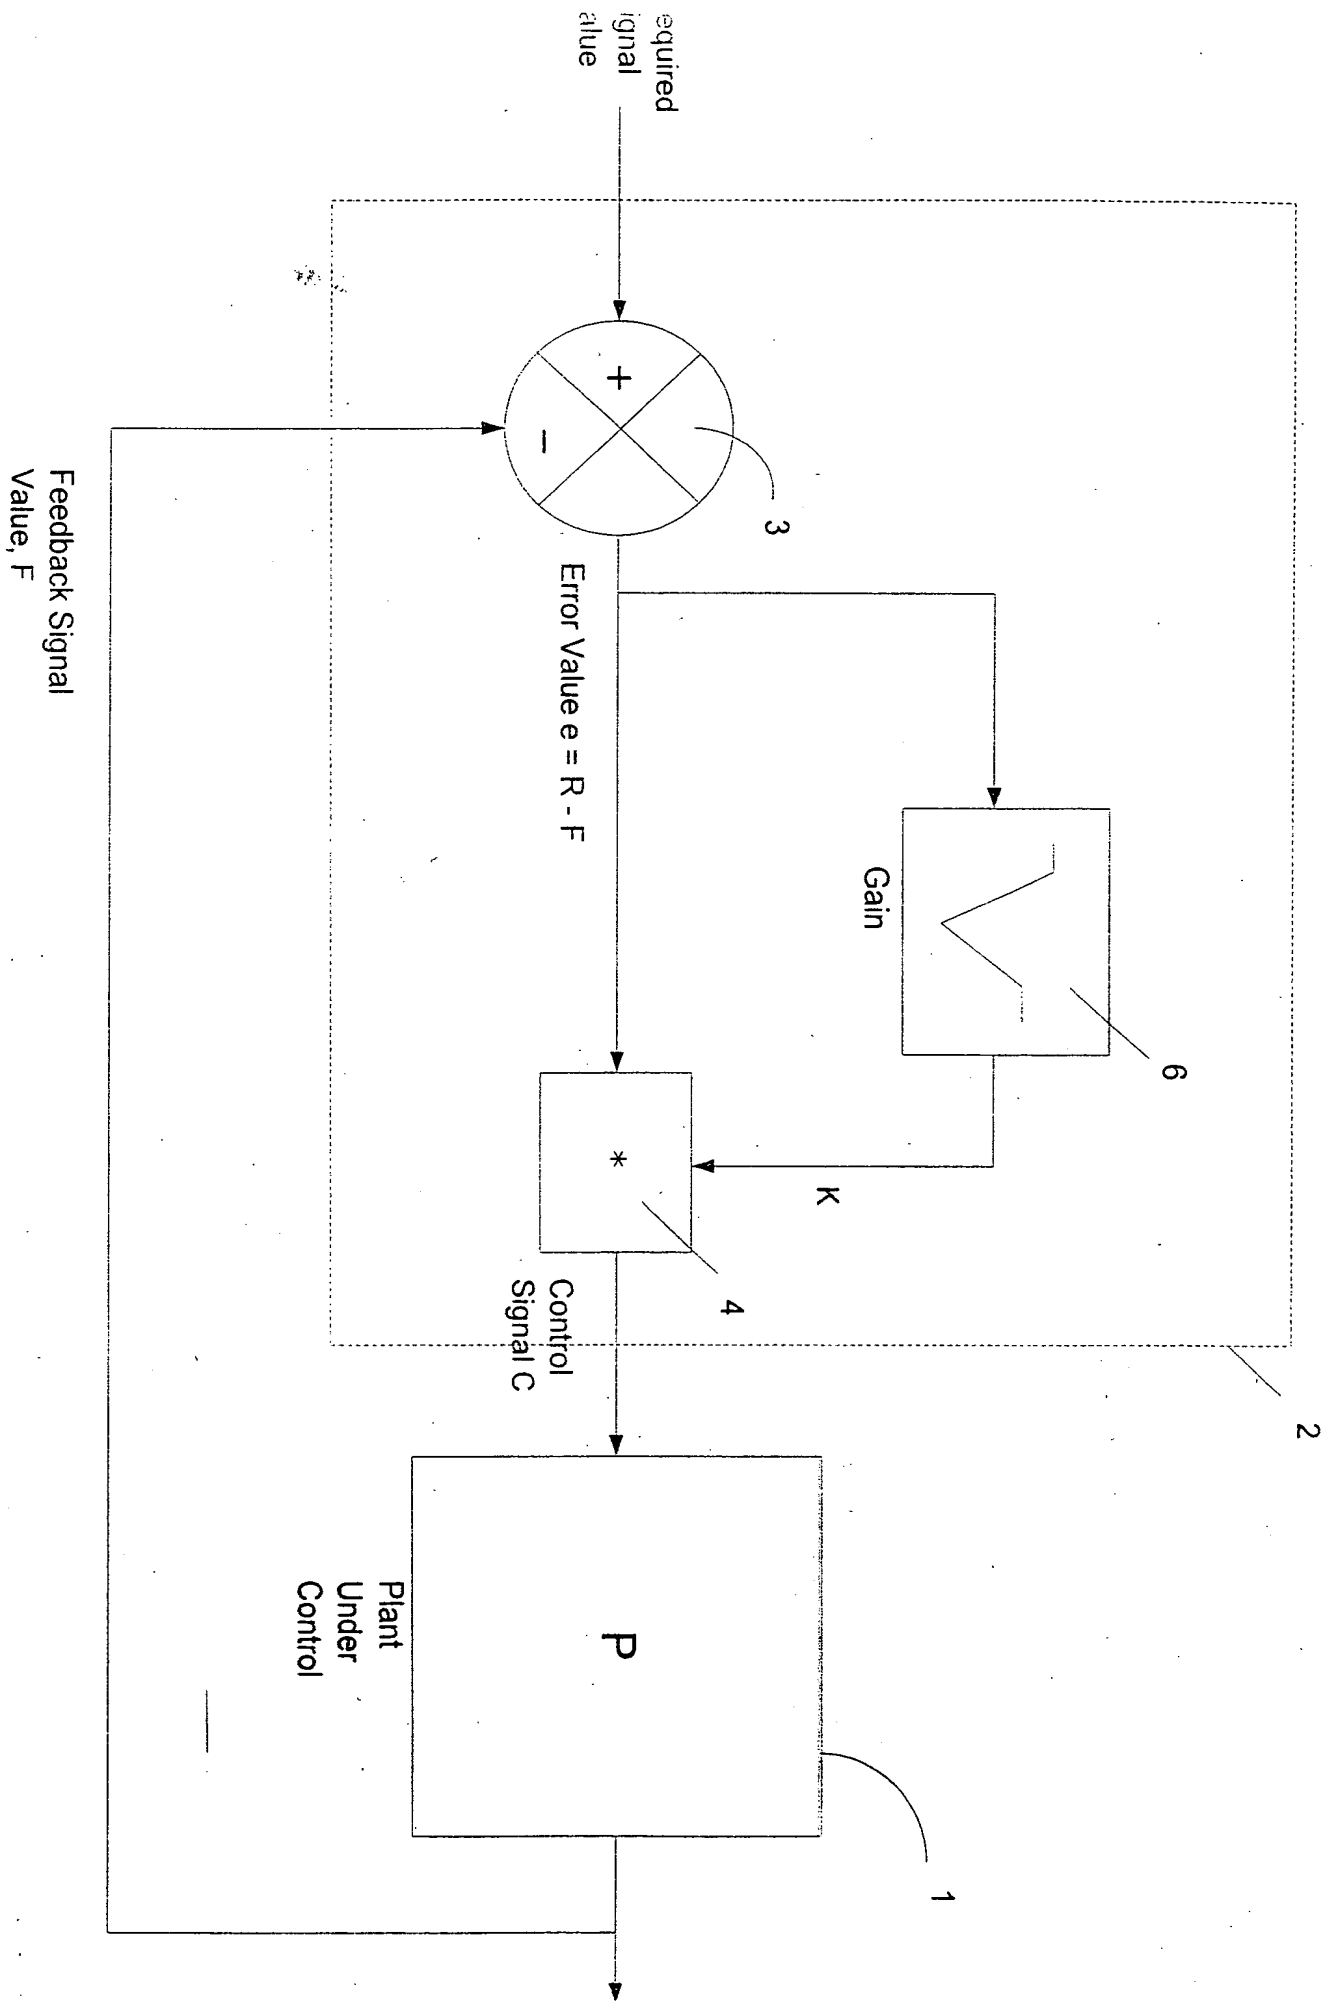 equired
ignal
alue
+
-
3
Error Value e = R - F
Gain
6
K
*
4
Control
Signal C
2
P
Plant
Under
Control
1
Feedback Signal
Value, F